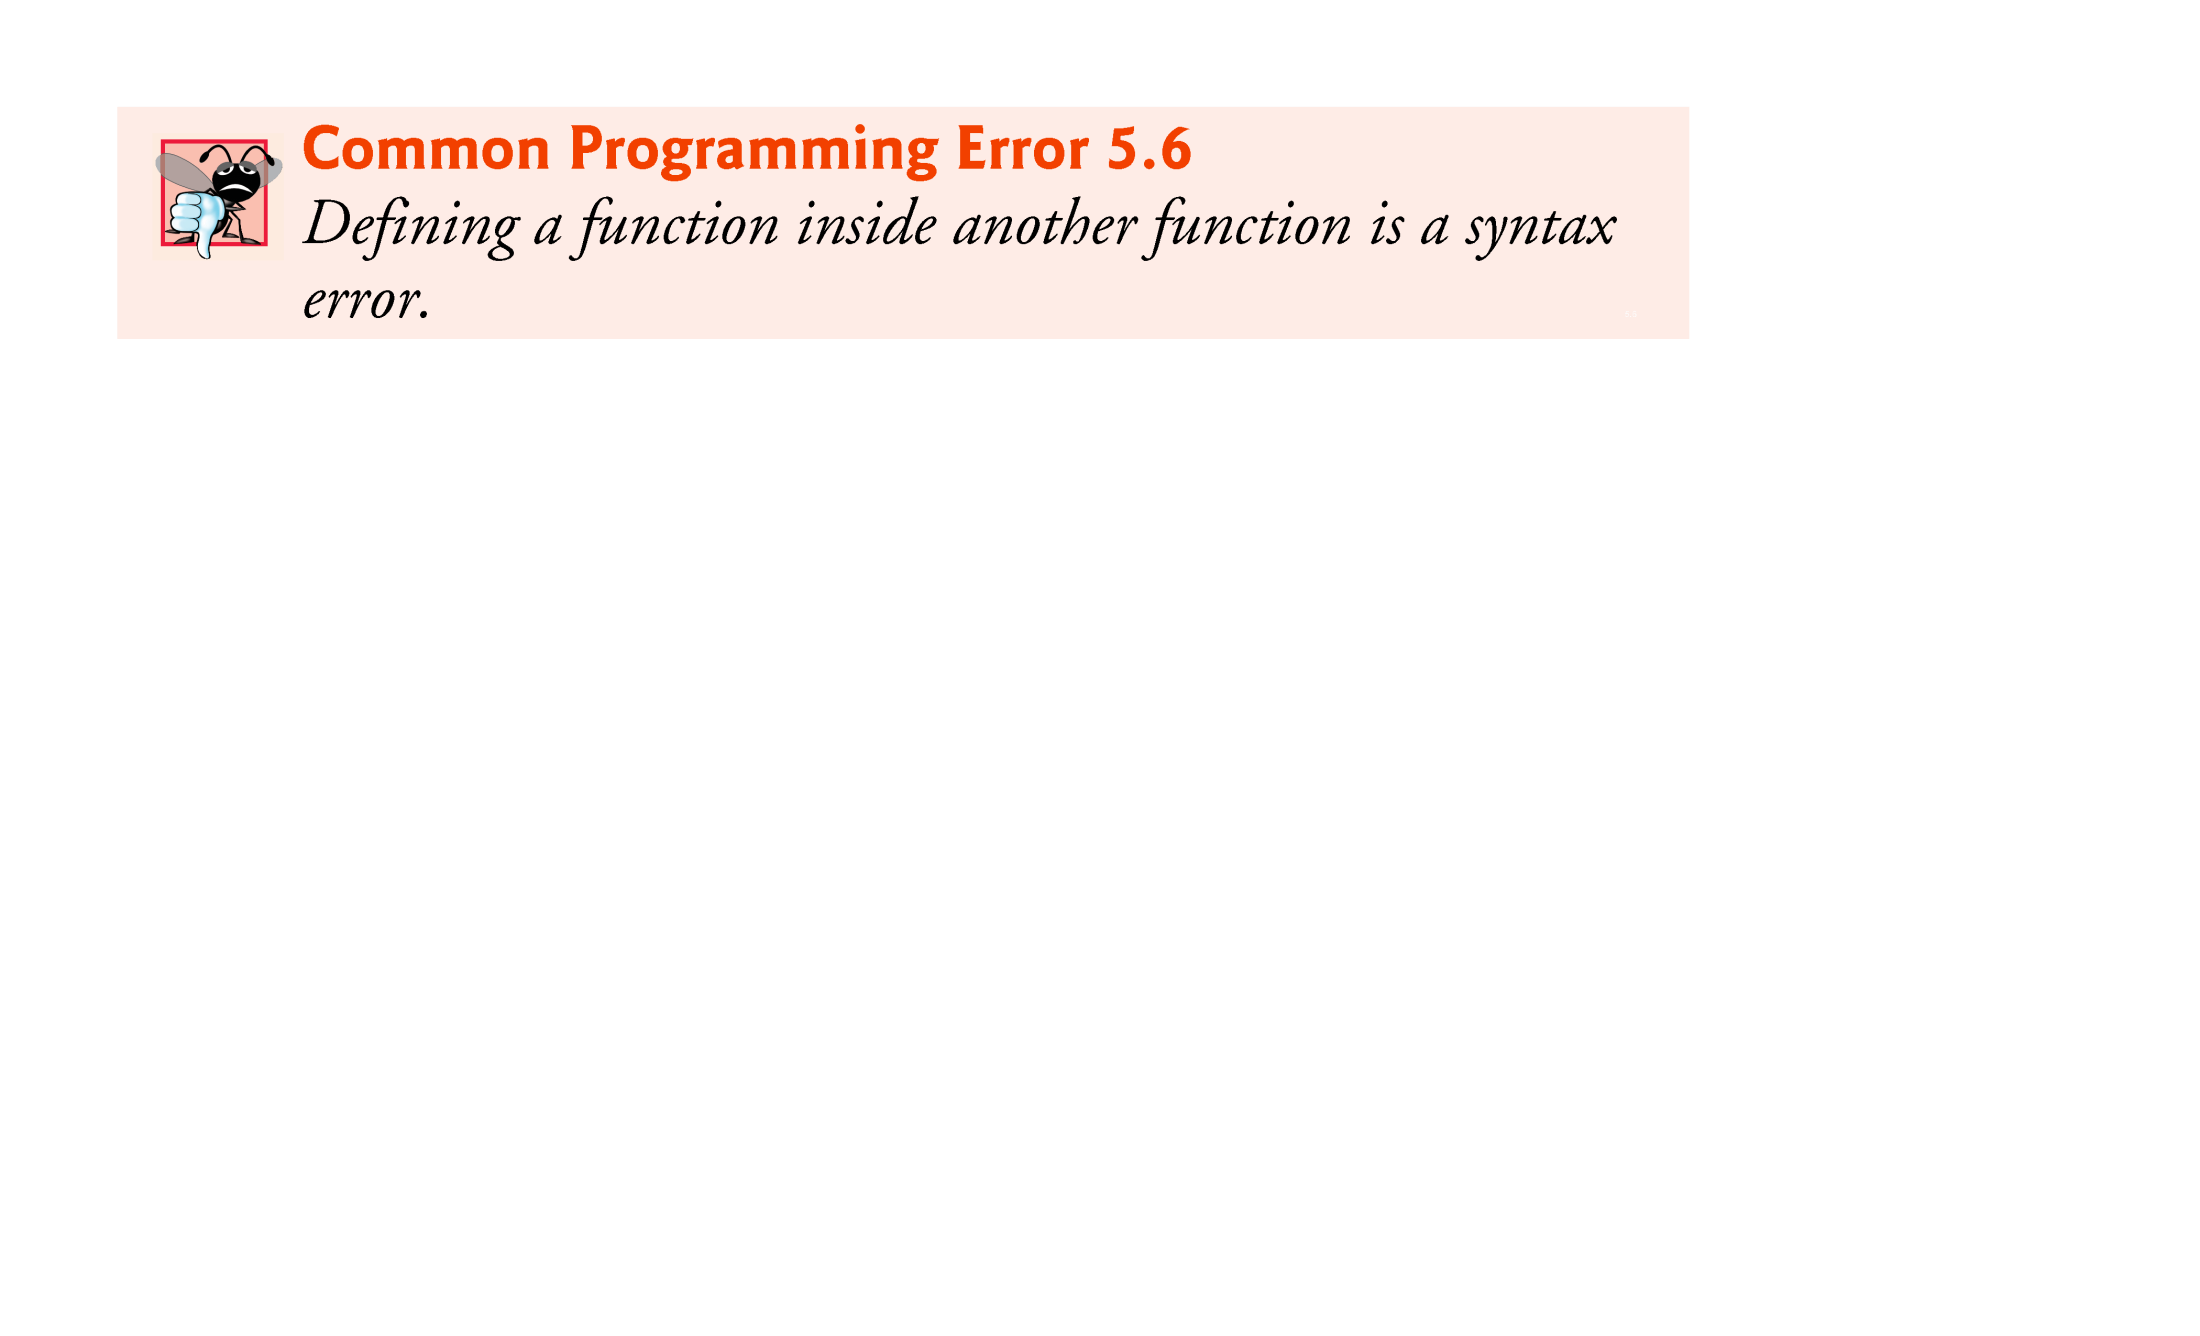 Common Programming Error 5.6
Defining a function inside another function is a syntax
error.